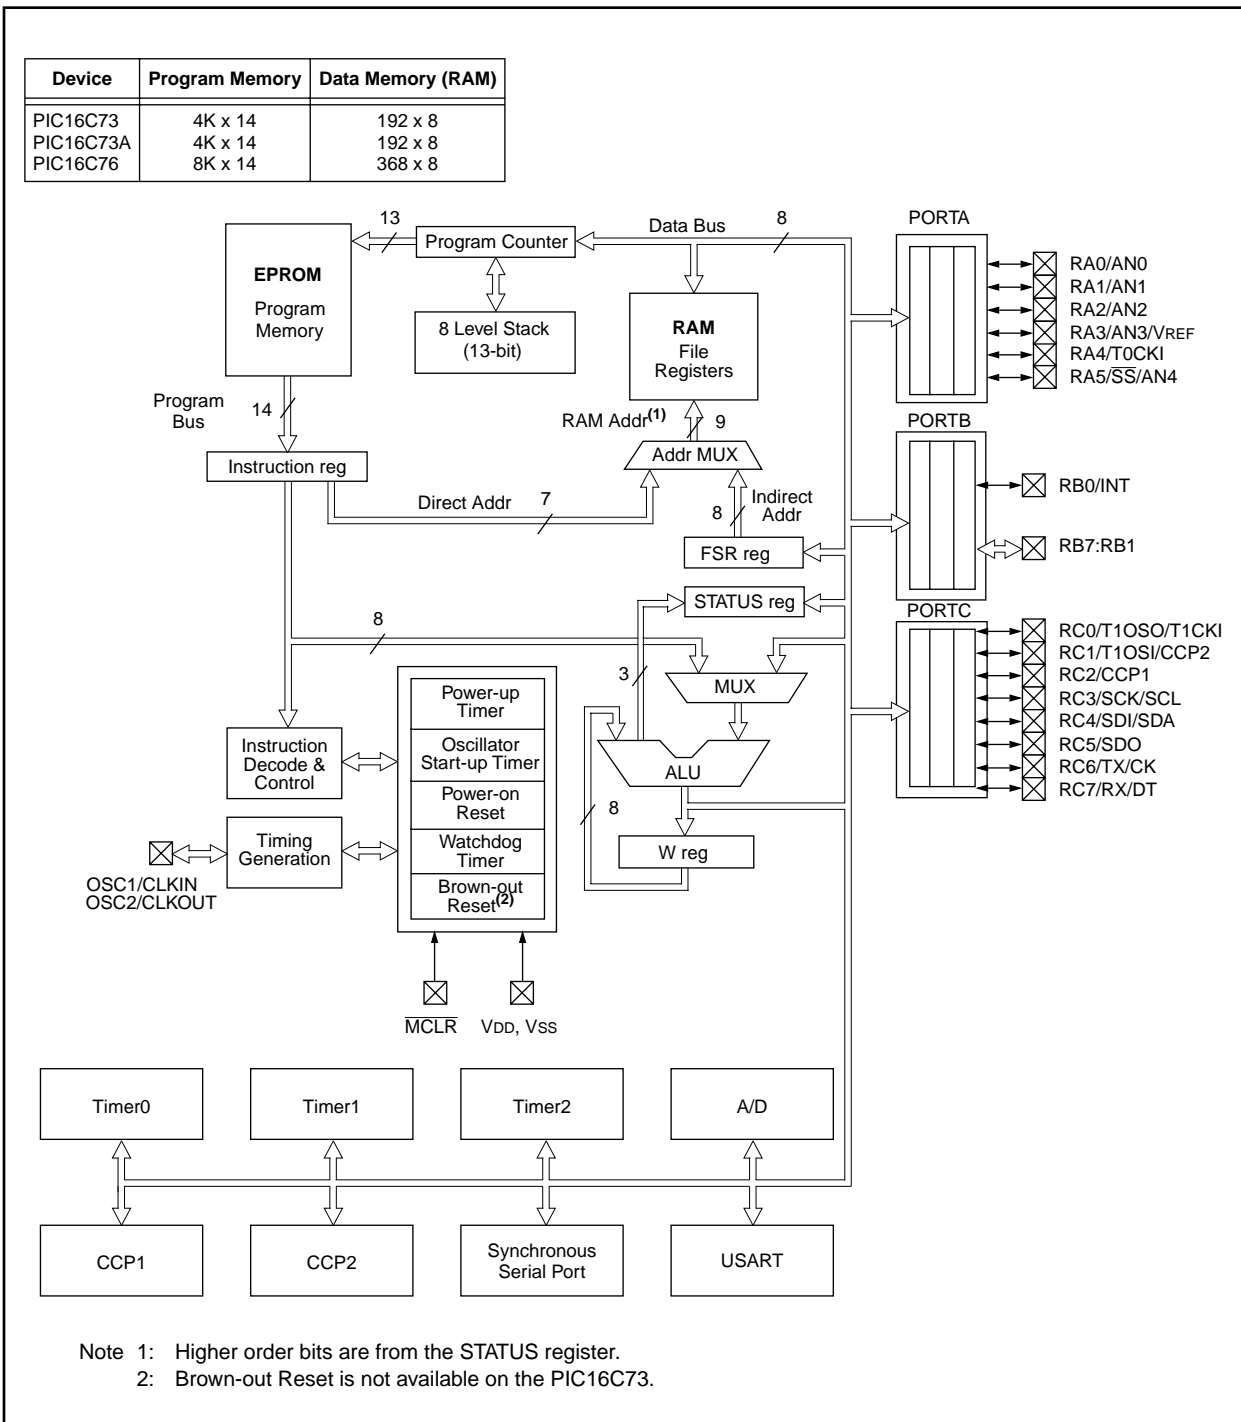 Device Program Memory Data Memory (RAM)
PIC16C73 4K x 14 192 x 8
PIC16C73A 4K x 14 192 x 8
PIC16C76 8K x 14 368 x 8
13
Program Counter
Data Bus
8
PORTA
EPROM
Program
Memory
8 Level Stack
(13-bit)
RAM
File
Registers
RA0/AN0
RA1/AN1
RA2/AN2
RA3/AN3/VREF
RA4/T0CKI
RA5/SS/AN4
Program
Bus
14
RAM Addr(1)
9
PORTB
Instruction reg
Addr MUX
Direct Addr
7
8
Indirect
Addr
RB0/INT
RB7:RB1
FSR reg
STATUS reg
PORTC
8
3
MUX
RC0/T1OSO/T1CKI
RC1/T1OSI/CCP2
RC2/CCP1
RC3/SCK/SCL
RC4/SDI/SDA
RC5/SDO
RC6/TX/CK
RC7/RX/DT
Power-up
Timer
Instruction
Decode &
Control
Oscillator
Start-up Timer
ALU
Power-on
Reset
8
Timing
Generation
Watchdog
Timer
W reg
OSC1/CLKIN
OSC2/CLKOUT
Brown-out
Reset(2)
MCLR
VDD, VSS
Timer0
Timer1
Timer2
A/D
CCP1
CCP2
Synchronous
Serial Port
USART
Note 1: Higher order bits are from the STATUS register.
2: Brown-out Reset is not available on the PIC16C73.